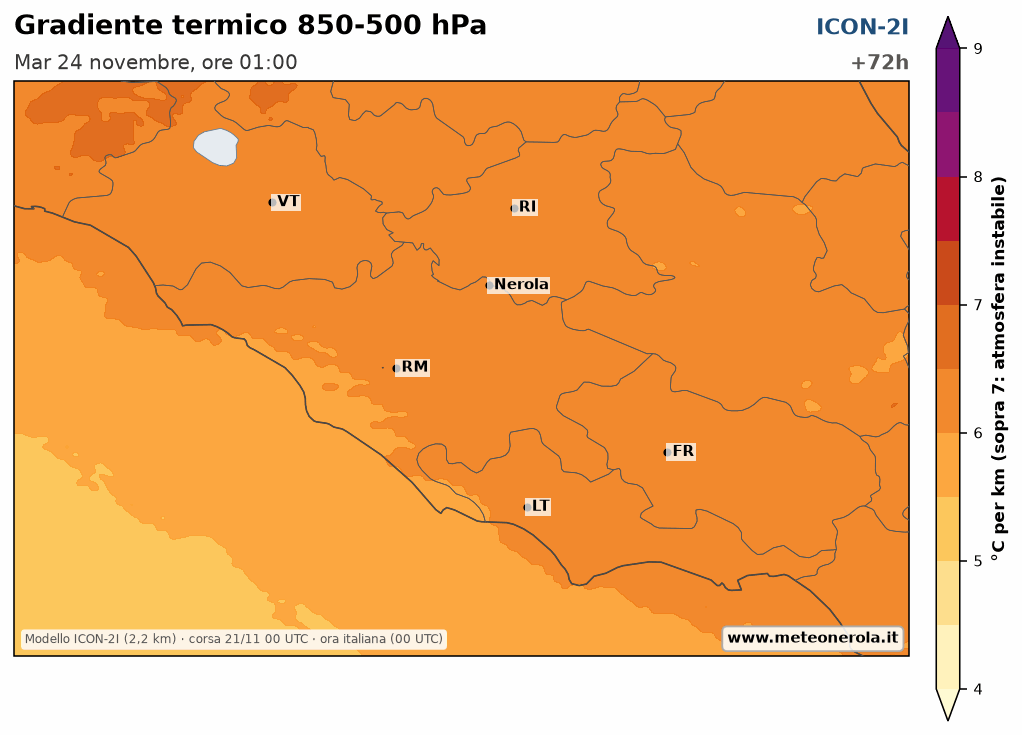 Gradiente termico 850-500 hPa
ICON-2I
Mar 24 novembre, ore 01:00
+72h
9
8
7
6
5
4
°C per km (sopra 7: atmosfera instabile)
VT
RI
Nerola
RM
FR
LT
Modello ICON-2I (2,2 km) · corsa 21/11 00 UTC · ora italiana (00 UTC)
www.meteonerola.it